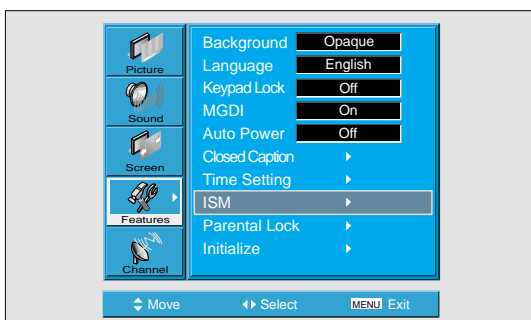 Picture
Sound
Screen
Features
Channel
Background Opaque
Language English
Keypad Lock Off
MGDI On
Auto Power Off
Closed Caption
Time Setting
ISM
Parental Lock
Initialize
Move Select MENU Exit